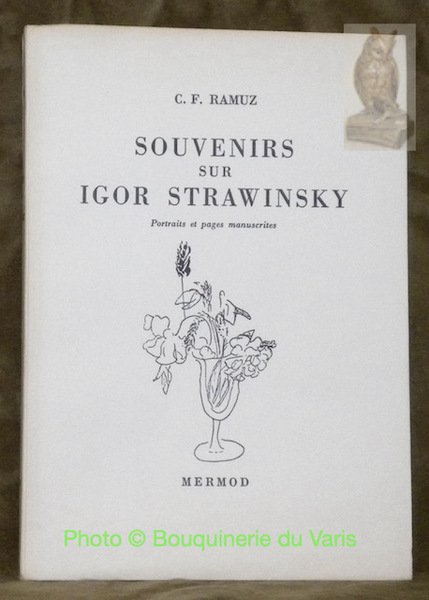 C. F. RAMUZ
SOUVENIRS
SUR
IGOR STRAWINSKY
Portraits et pages manuscrites
MERMOD
Photo © Bouquinerie du Varis